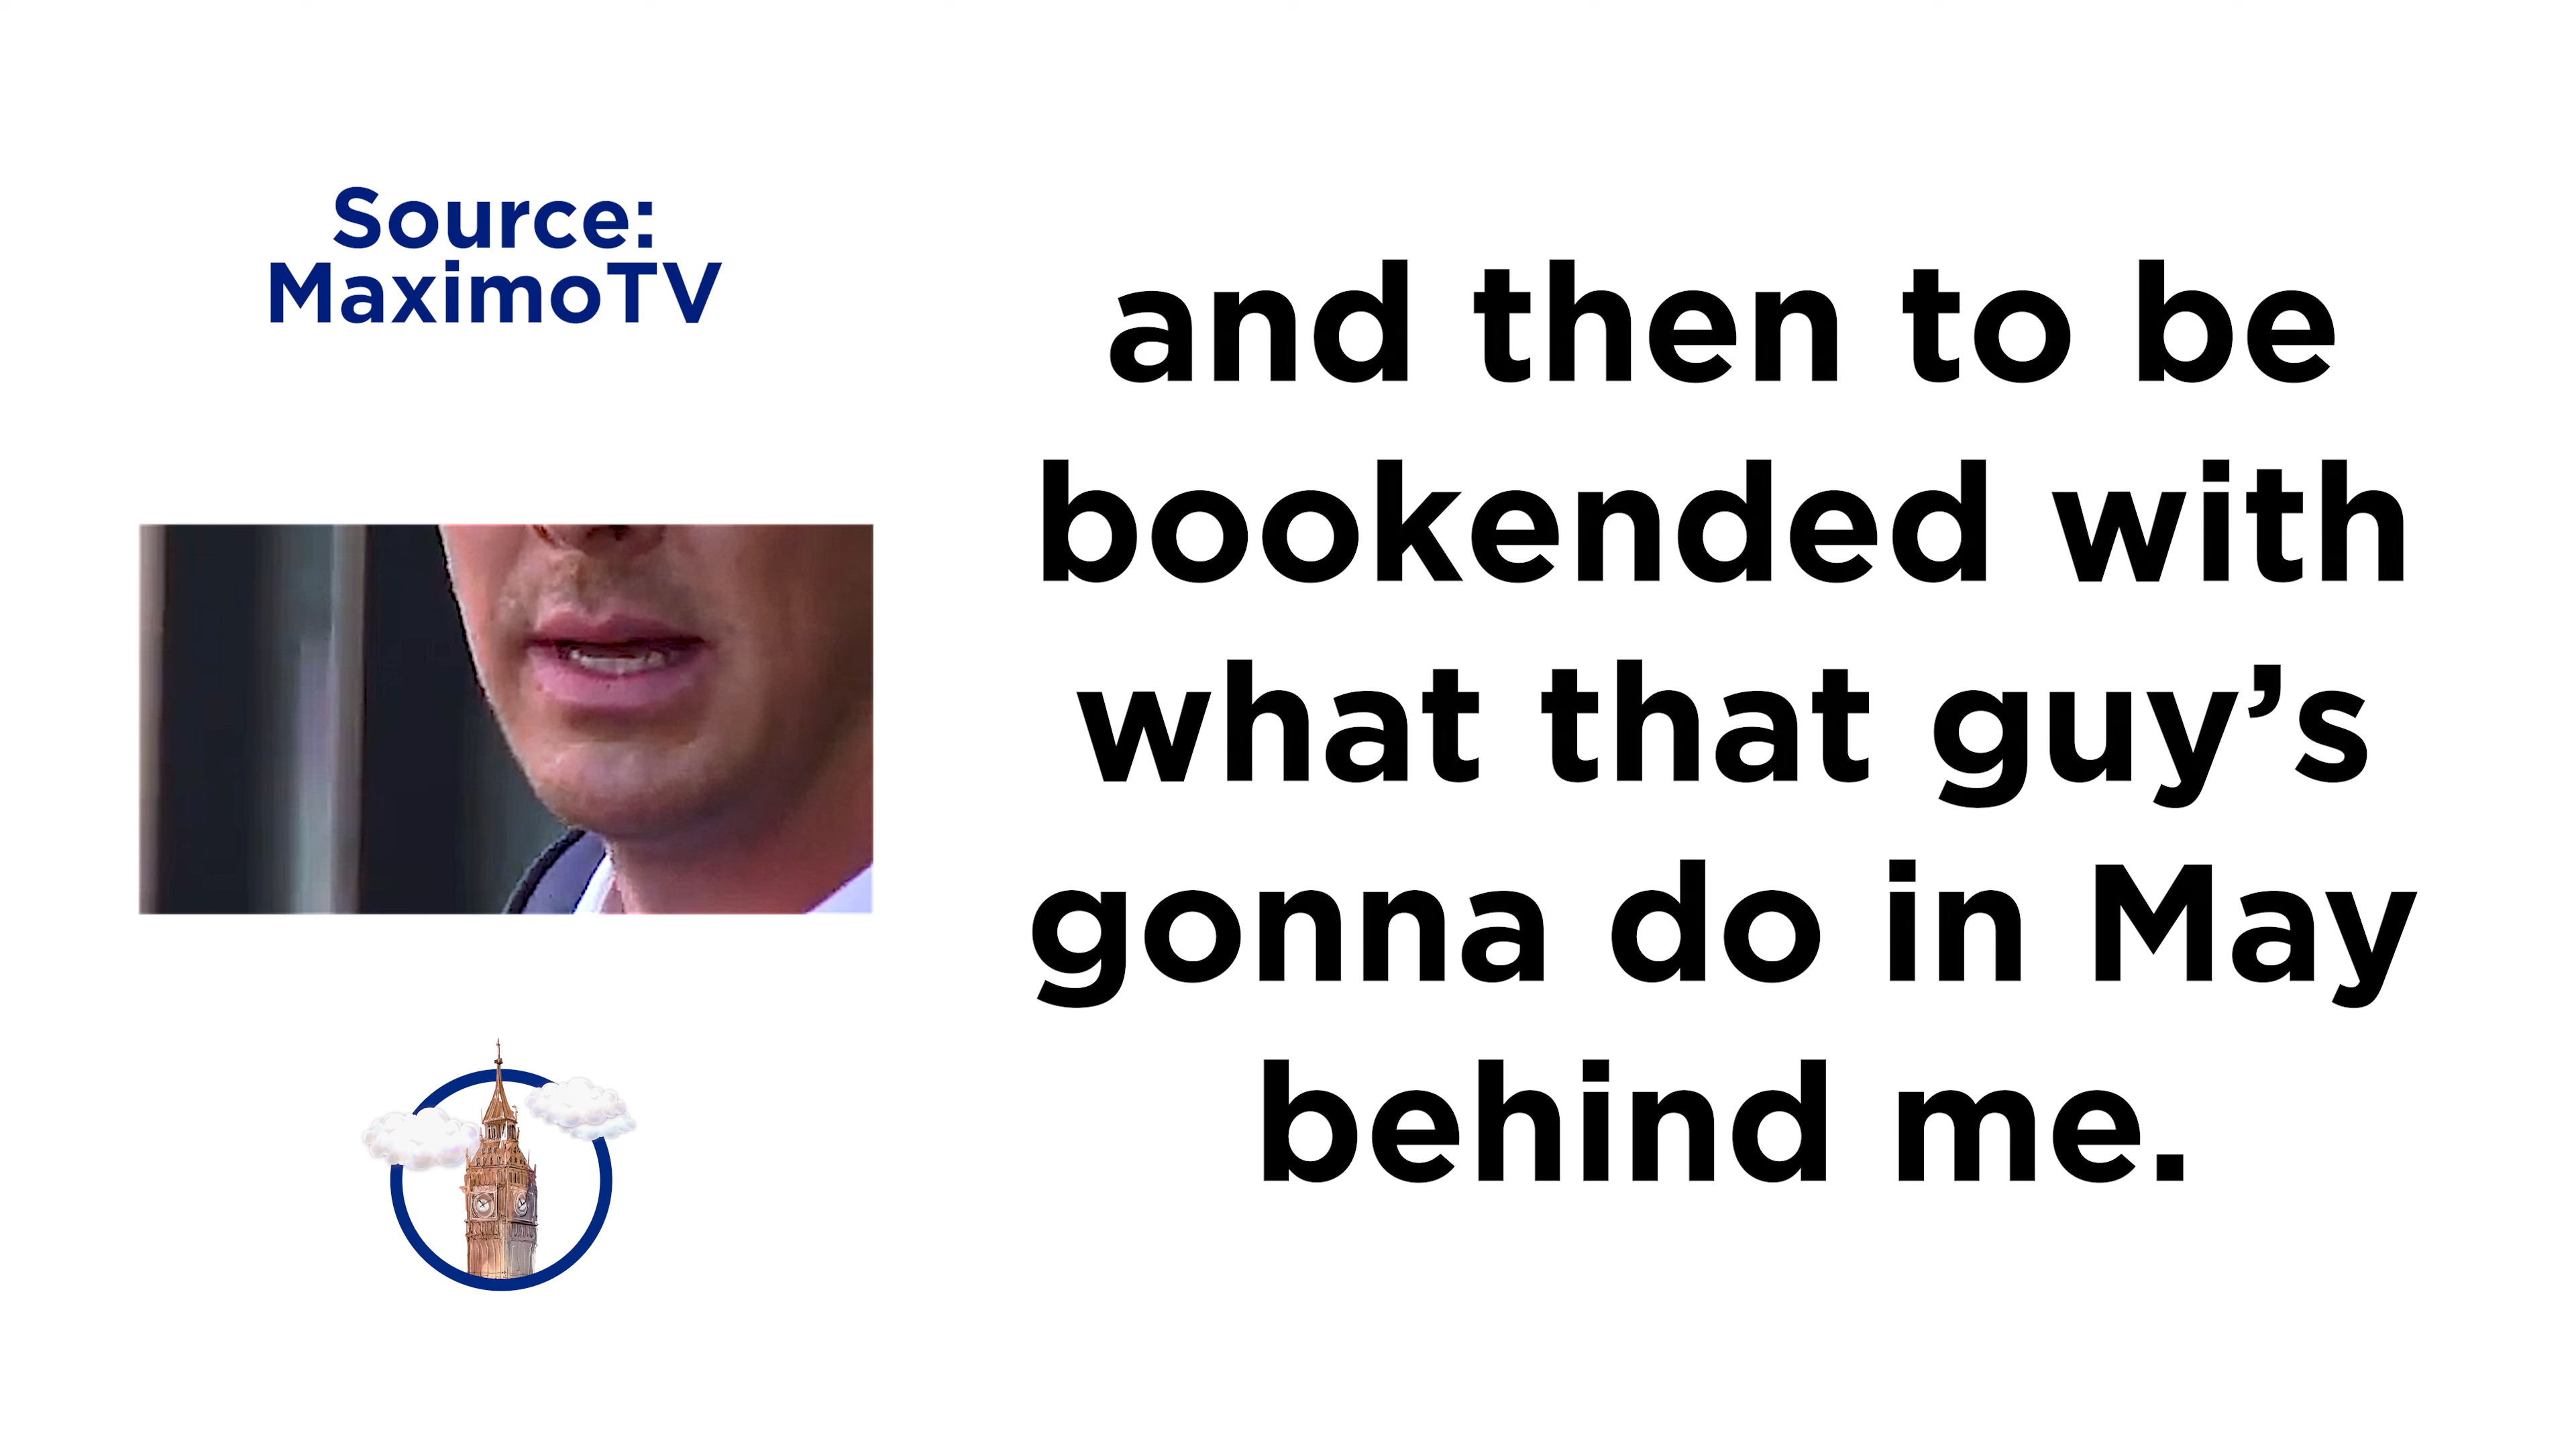 Source:
MaximoTV
and then to be
bookended with
what that guy’s
gonna do in May
behind me.